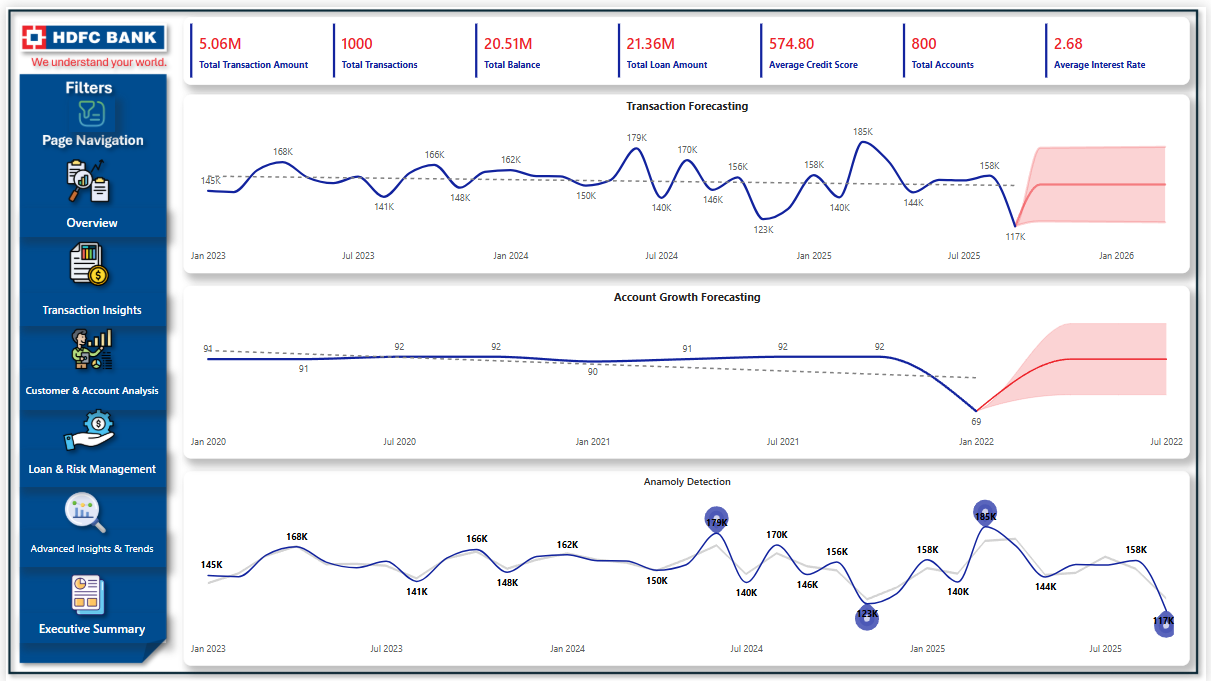 HDFC BANK
We understand your world.
Filters
Page Navigation
Overview
Transaction Insights
Customer & Account Analysis
Loan & Risk Management
Advanced Insights & Trends
Executive Summary
5.06M
Total Transaction Amount
1000
Total Transactions
20.51M
Total Balance
21.36M
Total Loan Amount
574.80
Average Credit Score
800
Total Accounts
2.68
Average Interest Rate
Transaction Forecasting
145K 168K 141K 166K 148K 162K 150K 179K 140K 170K 146K 156K 123K 158K 140K 185K 144K 158K 117K
Jan 2023 Jul 2023 Jan 2024 Jul 2024 Jan 2025 Jul 2025 Jan 2026
Account Growth Forecasting
91 91 92 92 90 91 92 92 69
Jan 2020 Jul 2020 Jan 2021 Jul 2021 Jan 2022 Jul 2022
Anamoly Detection
145K 168K 141K 166K 148K 162K 150K 179K 140K 170K 146K 156K 123K 158K 140K 185K 144K 158K 117K
Jan 2023 Jul 2023 Jan 2024 Jul 2024 Jan 2025 Jul 2025